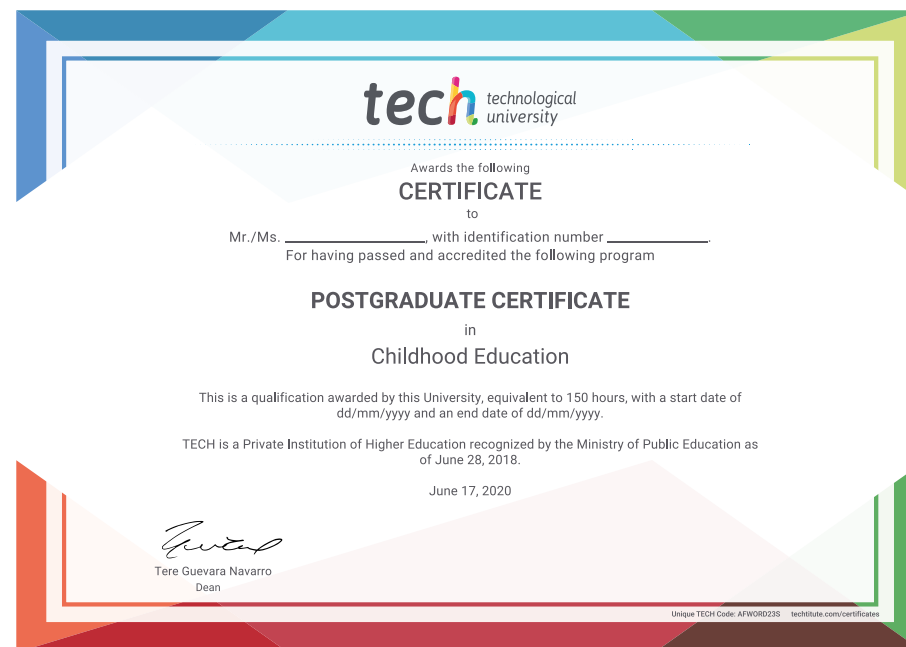 tech technological
university
Awards the following
CERTIFICATE
to
Mr./Ms. ____________________, with identification number ______________.
For having passed and accredited the following program
POSTGRADUATE CERTIFICATE
in
Childhood Education
This is a qualification awarded by this University, equivalent to 150 hours, with a start date of
dd/mm/yyyy and an end date of dd/mm/yyyy.
TECH is a Private Institution of Higher Education recognized by the Ministry of Public Education as
of June 28, 2018.
June 17, 2020
Tere Guevara Navarro
Dean
Unique TECH Code: AFWORD23S techtitute.com/certificates